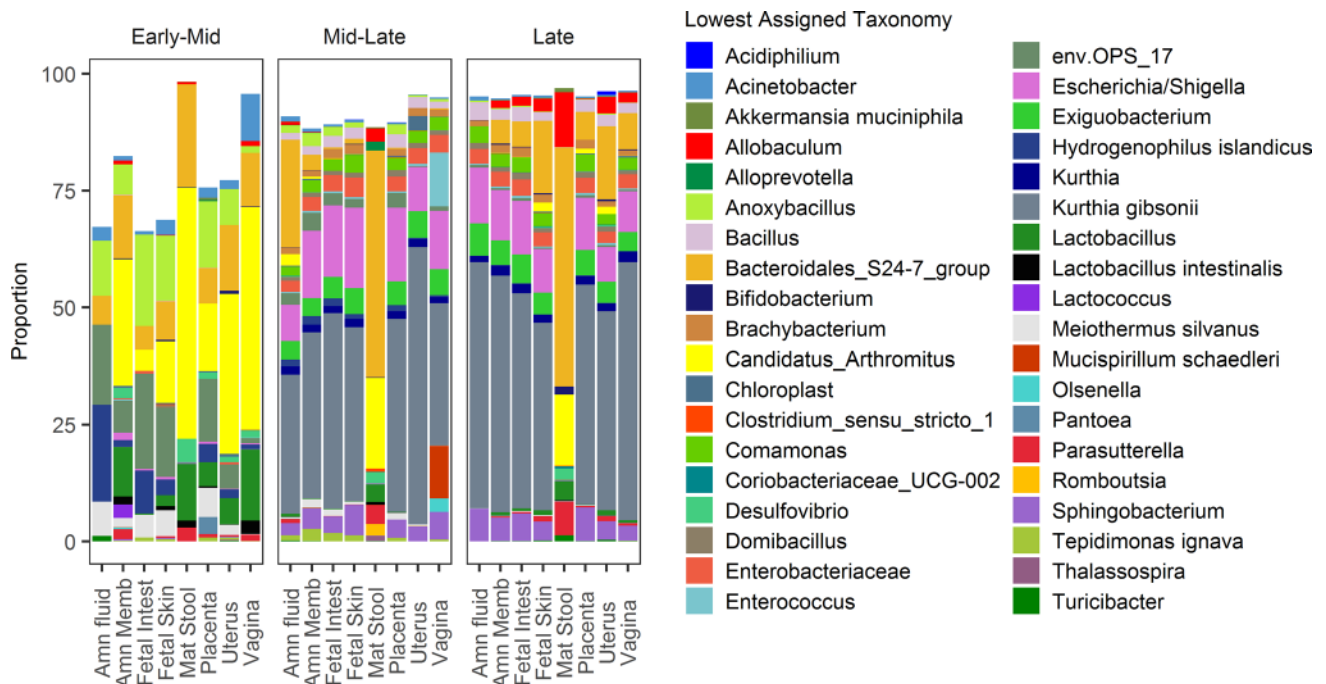 Lowest Assigned Taxonomy
Early-Mid
Mid-Late
Late
Proportion
100
75
50
25
0
Amn fluid
Amn Memb
Fetal Intest
Fetal Skin
Mat Stool
Placenta
Uterus
Vagina
Amn fluid
Amn Memb
Fetal Intest
Fetal Skin
Mat Stool
Placenta
Uterus
Vagina
Amn fluid
Amn Memb
Fetal Intest
Fetal Skin
Mat Stool
Placenta
Uterus
Vagina
Acidiphilium
Acinetobacter
Akkermansia muciniphila
Allobaculum
Alloprevotella
Anoxybacillus
Bacillus
Bacteroidales_S24-7_group
Bifidobacterium
Brachybacterium
Candidatus_Arthromitus
Chloroplast
Clostridium_sensu_stricto_1
Comamonas
Coriobacteriaceae_UCG-002
Desulfovibrio
Domibacillus
Enterobacteriaceae
Enterococcus
env.OPS_17
Escherichia/Shigella
Exiguobacterium
Hydrogenophilus islandicus
Kurthia
Kurthia gibsonii
Lactobacillus
Lactobacillus intestinalis
Lactococcus
Meiothermus silvanus
Mucispirillum schaedleri
Olsenella
Pantoea
Parasutterella
Romboutsia
Sphingobacterium
Tepidimonas ignava
Thalassospira
Turicibacter